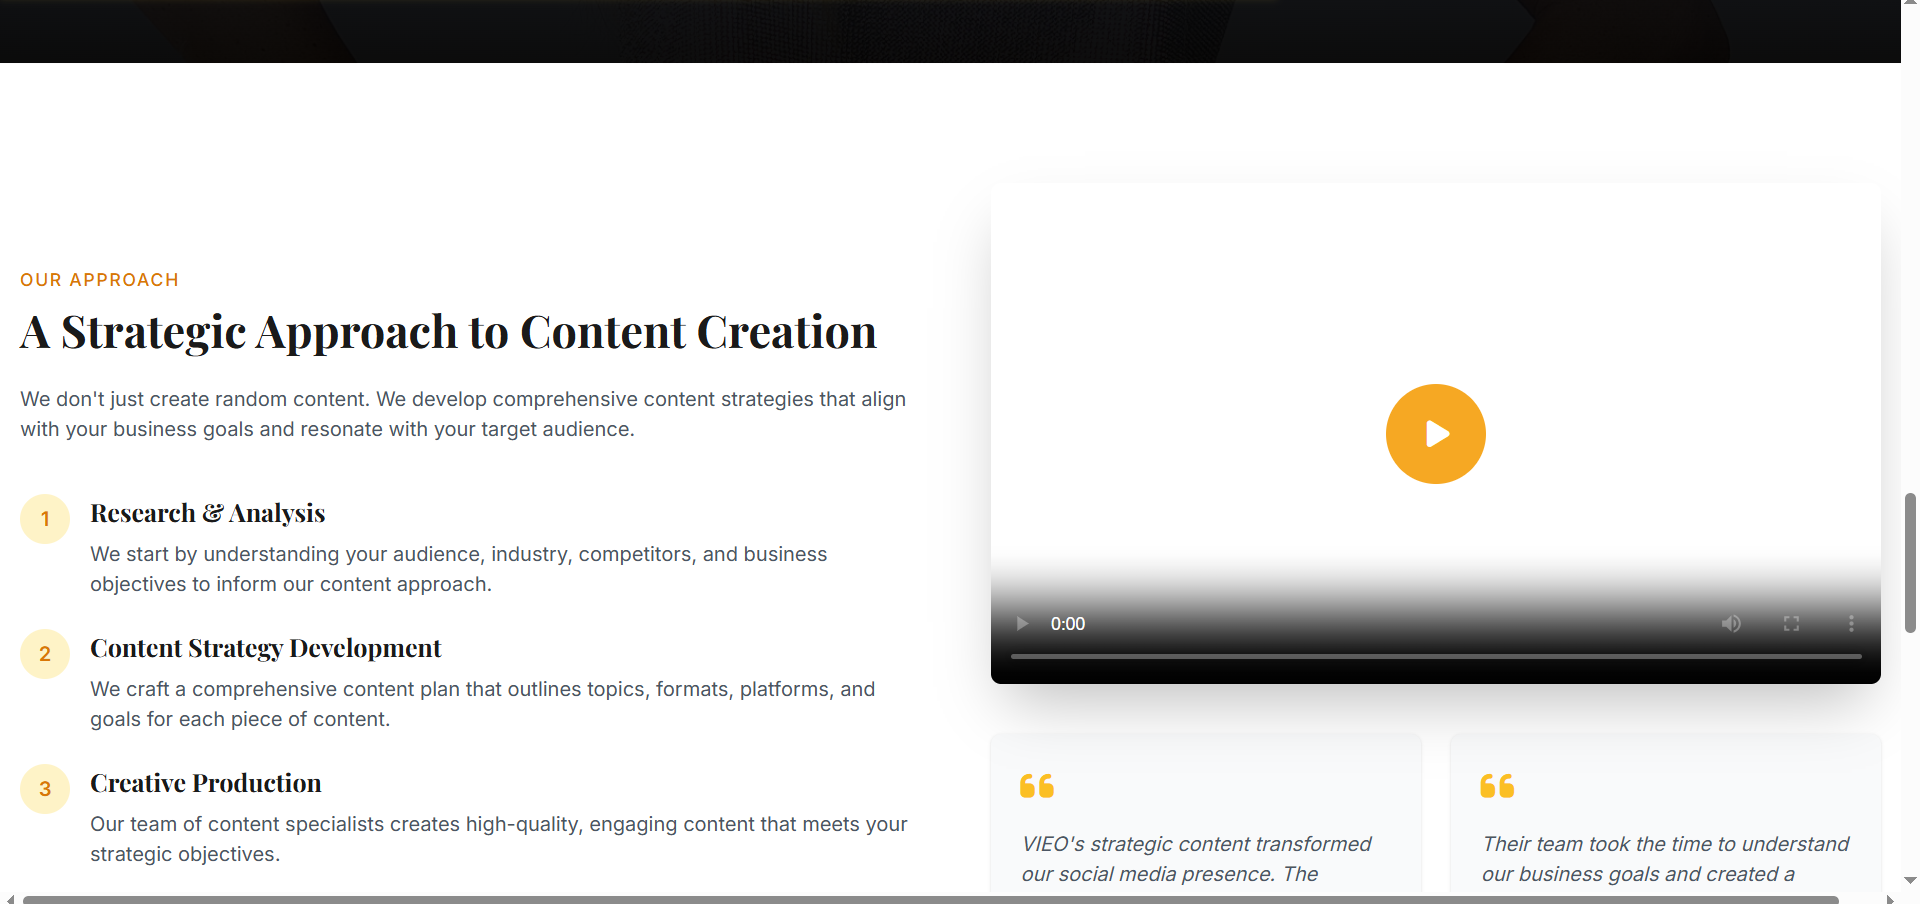 OUR APPROACH
A Strategic Approach to Content Creation
We don't just create random content. We develop comprehensive content strategies that align
with your business goals and resonate with your target audience.
1
Research & Analysis
We start by understanding your audience, industry, competitors, and business
objectives to inform our content approach.
2
Content Strategy Development
We craft a comprehensive content plan that outlines topics, formats, platforms, and
goals for each piece of content.
3
Creative Production
Our team of content specialists creates high-quality, engaging content that meets your
strategic objectives.
0:00
VIEO's strategic content transformed
our social media presence. The
Their team took the time to understand
our business goals and created a